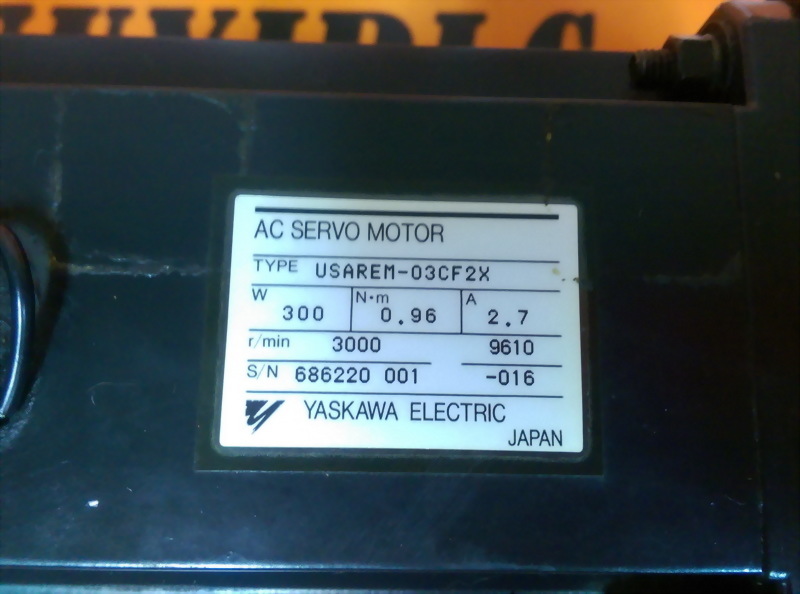 AC SERVO MOTOR
TYPE USAREM-03CF2X
W 300 N·m 0.96 A 2.7
r/min 3000 9610
S/N 686220 001 -016
YASKAWA ELECTRIC
JAPAN